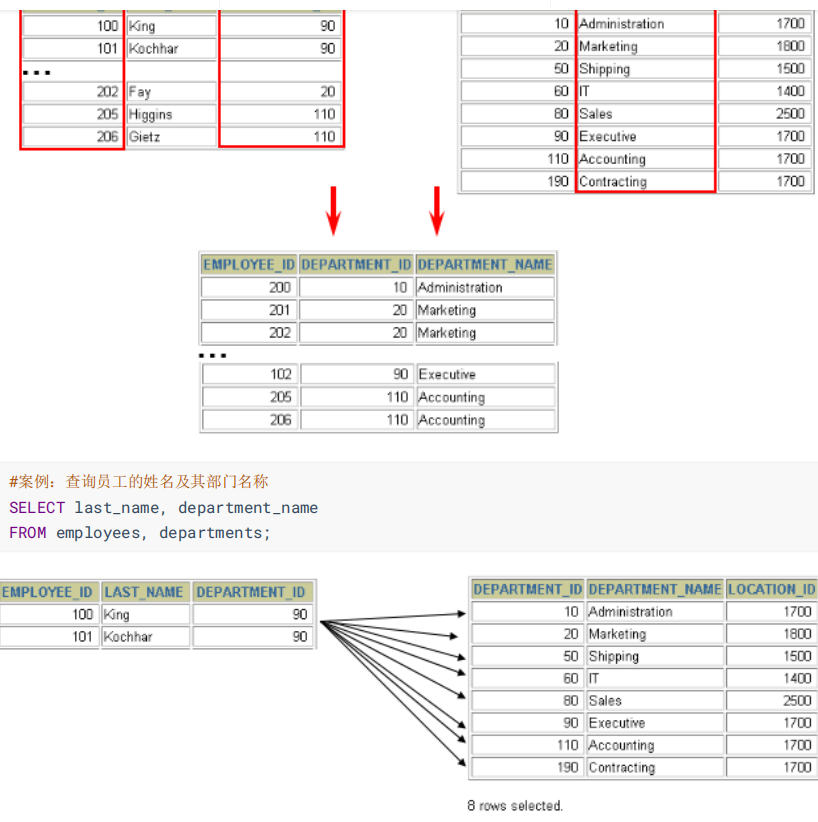 100 King 90
101 Kochhar 90
...
202 Fay 20
205 Higgins 110
206 Gietz 110
10 Administration 1700
20 Marketing 1800
50 Shipping 1500
60 IT 1400
80 Sales 2500
90 Executive 1700
110 Accounting 1700
190 Contracting 1700
EMPLOYEE_ID DEPARTMENT_ID DEPARTMENT_NAME
200 10 Administration
201 20 Marketing
202 20 Marketing
...
102 90 Executive
205 110 Accounting
206 110 Accounting
#案例：查询员工的姓名及其部门名称
SELECT last_name, department_name
FROM employees, departments;
EMPLOYEE_ID LAST_NAME DEPARTMENT_ID
100 King 90
101 Kochhar 90
DEPARTMENT_ID DEPARTMENT_NAME LOCATION_ID
10 Administration 1700
20 Marketing 1800
50 Shipping 1500
60 IT 1400
80 Sales 2500
90 Executive 1700
110 Accounting 1700
190 Contracting 1700
8 rows selected.